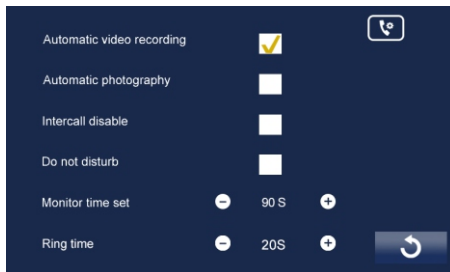 Automatic video recording
Automatic photography
Intercall disable
Do not disturb
Monitor time set 90 S
Ring time 20S